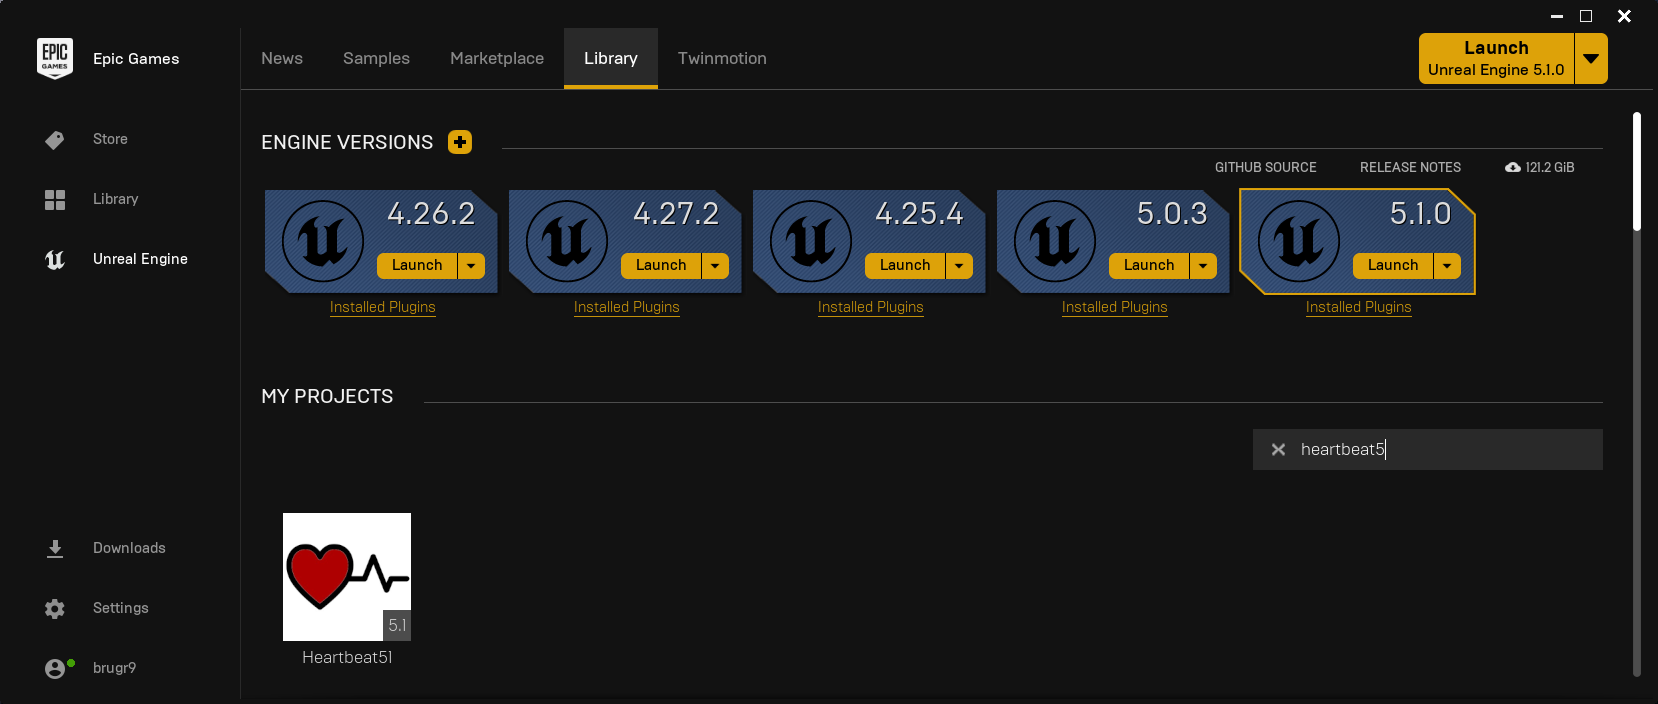 EPIC
GAMES
Epic Games
News
Samples
Marketplace
Library
Twinmotion
Launch
Unreal Engine 5.1.0
Store
Library
Unreal Engine
ENGINE VERSIONS
GITHUB SOURCE
RELEASE NOTES
121.2 GiB
4.26.2
Launch
Installed Plugins
4.27.2
Launch
Installed Plugins
4.25.4
Launch
Installed Plugins
5.0.3
Launch
Installed Plugins
5.1.0
Launch
Installed Plugins
MY PROJECTS
heartbeat5
5.1
Heartbeat51
Downloads
Settings
brugr9